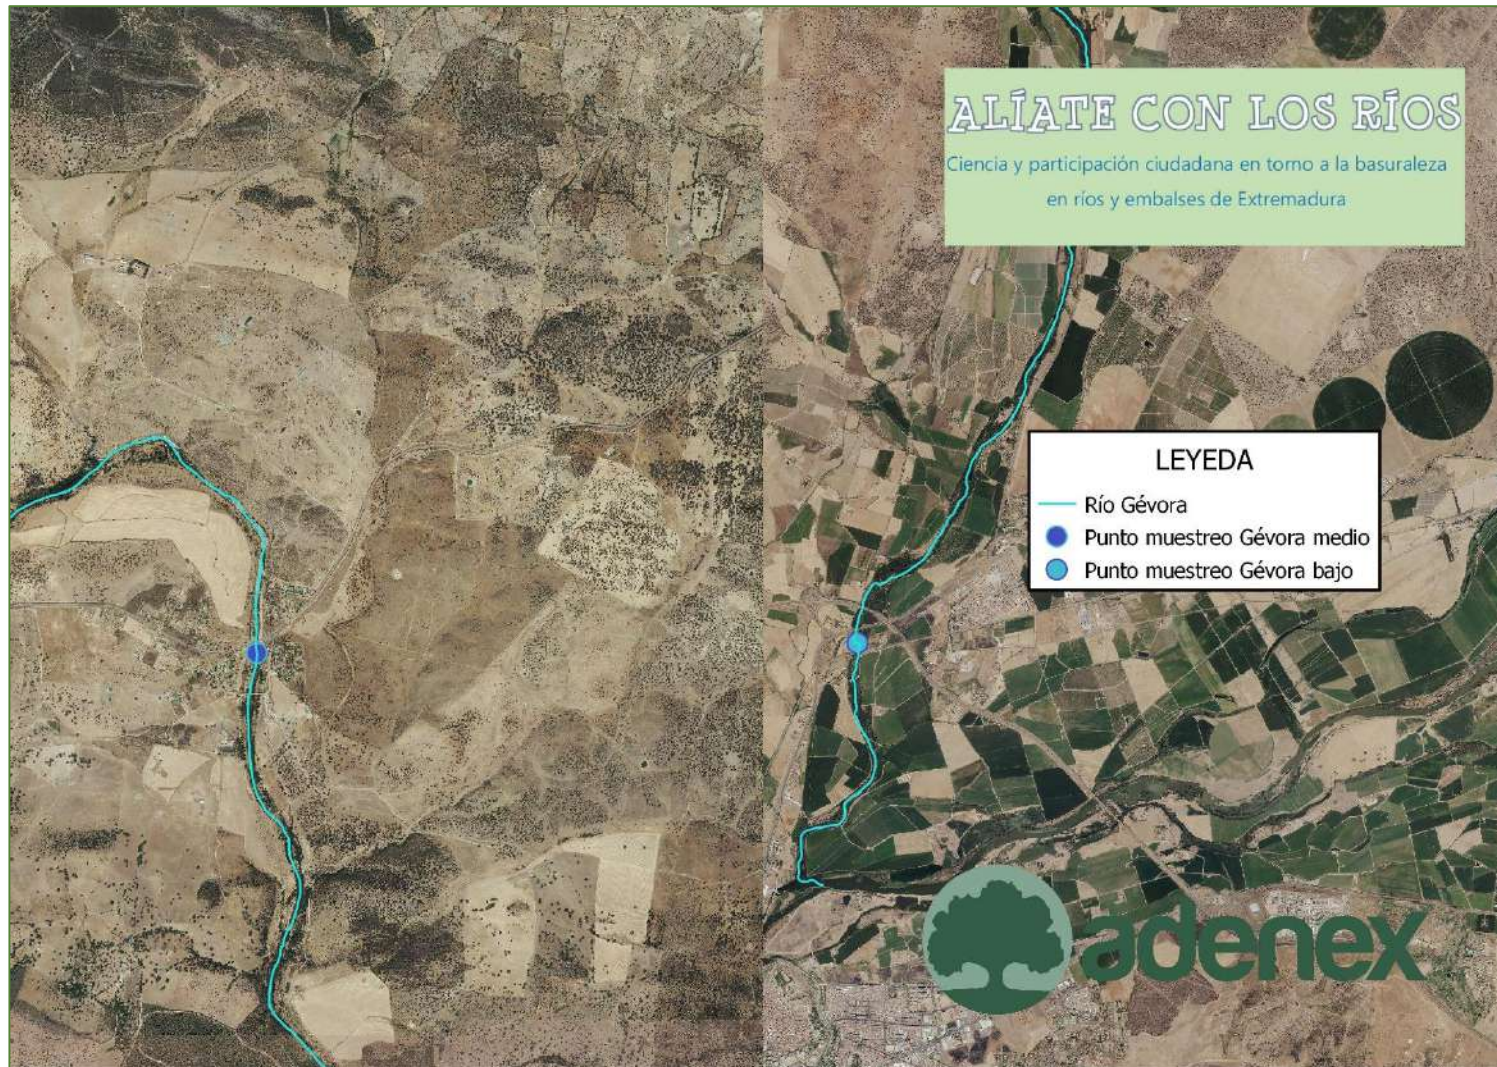 ALÍATE CON LOS RÍOS
Ciencia y participación ciudadana en torno a la basuraleza
en ríos y embalses de Extremadura
LEYEDA
Río Gévora
Punto muestreo Gévora medio
Punto muestreo Gévora bajo
adenex